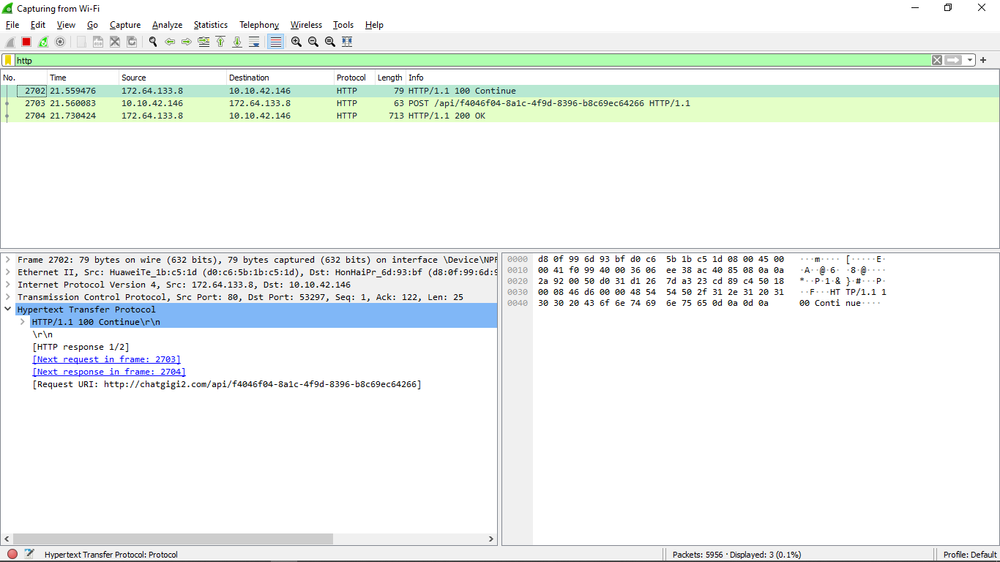 Capturing from Wi-Fi
File Edit View Go Capture Analyze Statistics Telephony Wireless Tools Help
http
No. Time Source Destination Protocol Length Info
2702 21.559476 172.64.133.8 10.10.42.146 HTTP 79 HTTP/1.1 100 Continue
2703 21.560083 10.10.42.146 172.64.133.8 HTTP 63 POST /api/f4046f04-8a1c-4f9d-8396-b8c69ec64266 HTTP/1.1
2704 21.730424 172.64.133.8 10.10.42.146 HTTP 713 HTTP/1.1 200 OK
Frame 2702: 79 bytes on wire (632 bits), 79 bytes captured (632 bits) on interface \Device\NPF
Ethernet II, Src: HuaweiTe_1b:c5:1d (d0:c6:5b:1b:c5:1d), Dst: HonHaiPr_6d:93:bf (d8:0f:99:6d:9
Internet Protocol Version 4, Src: 172.64.133.8, Dst: 10.10.42.146
Transmission Control Protocol, Src Port: 80, Dst Port: 53297, Seq: 1, Ack: 122, Len: 25
Hypertext Transfer Protocol
HTTP/1.1 100 Continue\r\n
\r\n
[HTTP response 1/2]
[Next request in frame: 2703]
[Next response in frame: 2704]
[Request URI: http://chatgigi2.com/api/f4046f04-8a1c-4f9d-8396-b8c69ec64266]
0000 d8 0f 99 6d 93 bf d0 c6 5b 1b c5 1d 08 00 45 00 ···m···· [·····E·
0010 00 41 f0 99 40 00 36 06 ee 38 ac 40 85 08 0a 0a ·A··@·6· ·8·@····
0020 2a 92 00 50 d0 31 d1 26 7d a3 23 cd 89 c4 50 18 *··P·1·& }·#···P·
0030 00 08 46 d6 00 00 48 54 54 50 2f 31 2e 31 20 31 ··F···HT TP/1.1 1
0040 30 30 20 43 6f 6e 74 69 6e 75 65 0d 0a 0d 0a 00 Conti nue····
Hypertext Transfer Protocol: Protocol
Packets: 5956 · Displayed: 3 (0.1%)
Profile: Default